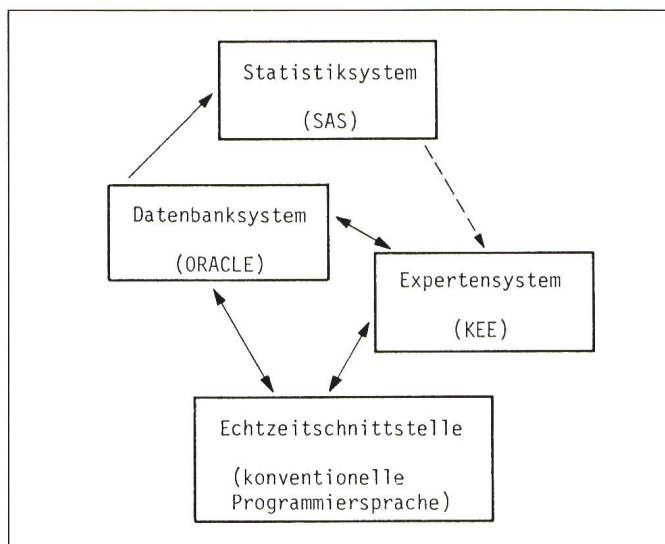 Statistiksystem
(SAS)
Datenbanksystem
(ORACLE)
Expertensystem
(KEE)
Echtzeitschnittstelle
(konventionelle
Programmiersprache)